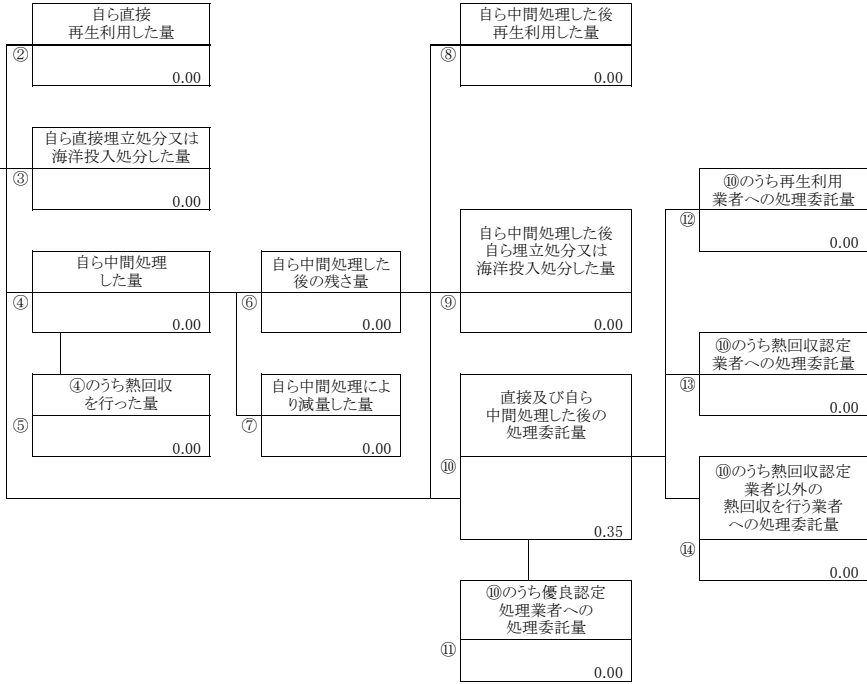 自ら直接
再生利用した量
②
0.00
自ら直接埋立処分又は
海洋投入処分した量
③
0.00
自ら中間処理
した量
④
0.00
④のうち熱回収
を行った量
⑤
0.00
自ら中間処理した
後の残さ量
⑥
0.00
自ら中間処理によ
り減量した量
⑦
0.00
自ら中間処理した後
再生利用した量
⑧
0.00
自ら中間処理した後
自ら埋立処分又は
海洋投入処分した量
⑨
0.00
直接及び自ら
中間処理した後の
処理委託量
⑩
0.35
⑩のうち優良認定
処理業者への
処理委託量
⑪
0.00
⑩のうち再生利用
業者への処理委託量
⑫
0.00
⑩のうち熱回収認定
業者への処理委託量
⑬
0.00
⑩のうち熱回収認定
業者以外の
熱回収を行う業者
への処理委託量
⑭
0.00